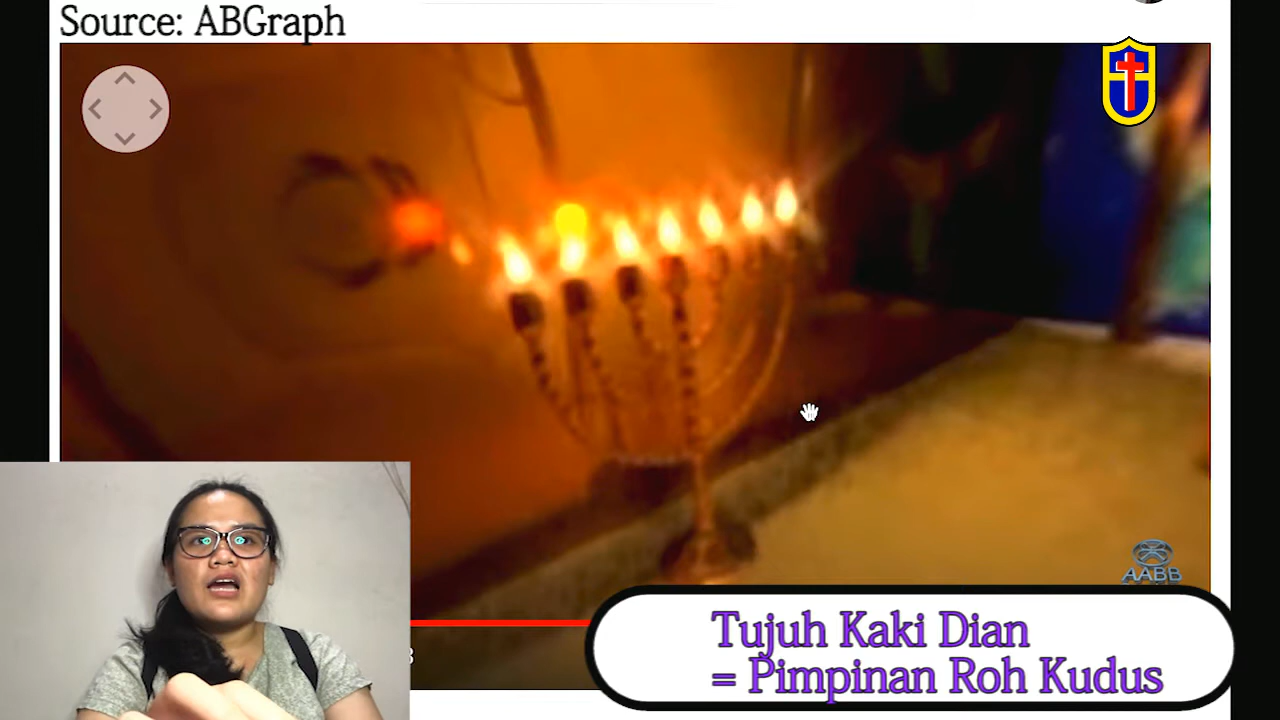 Source: ABGraph
AABB
Tujuh Kaki Dian
= Pimpinan Roh Kudus